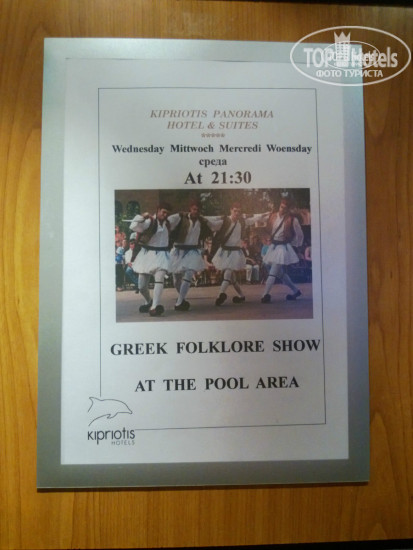 TOP Hotels
ФОТО ТУРИСТА
KIPRIOTIS PANORAMA
HOTEL & SUITES
*****
Wednesday Mittwoch Mercredi Woensday
среда
At 21:30
GREEK FOLKLORE SHOW
AT THE POOL AREA
kipriotis
HOTELS